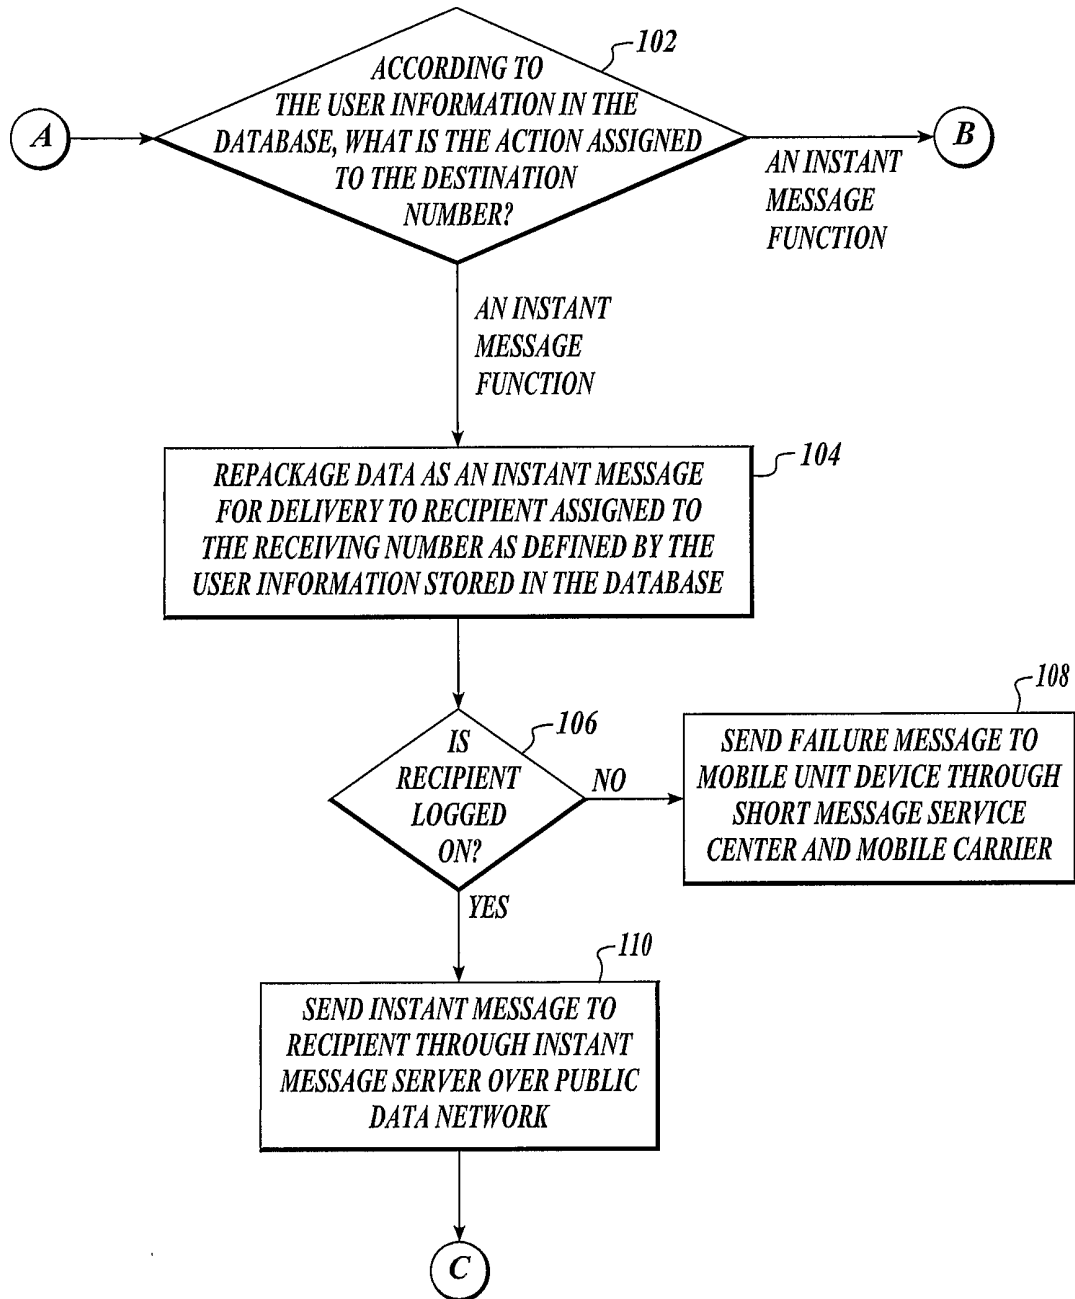 102
ACCORDING TO
THE USER INFORMATION IN THE
DATABASE, WHAT IS THE ACTION ASSIGNED
TO THE DESTINATION
NUMBER?
A
B
AN INSTANT
MESSAGE
FUNCTION
AN INSTANT
MESSAGE
FUNCTION
104
REPACKAGE DATA AS AN INSTANT MESSAGE
FOR DELIVERY TO RECIPIENT ASSIGNED TO
THE RECEIVING NUMBER AS DEFINED BY THE
USER INFORMATION STORED IN THE DATABASE
106
IS
RECIPIENT
LOGGED
ON?
NO
108
SEND FAILURE MESSAGE TO
MOBILE UNIT DEVICE THROUGH
SHORT MESSAGE SERVICE
CENTER AND MOBILE CARRIER
YES
110
SEND INSTANT MESSAGE TO
RECIPIENT THROUGH INSTANT
MESSAGE SERVER OVER PUBLIC
DATA NETWORK
C